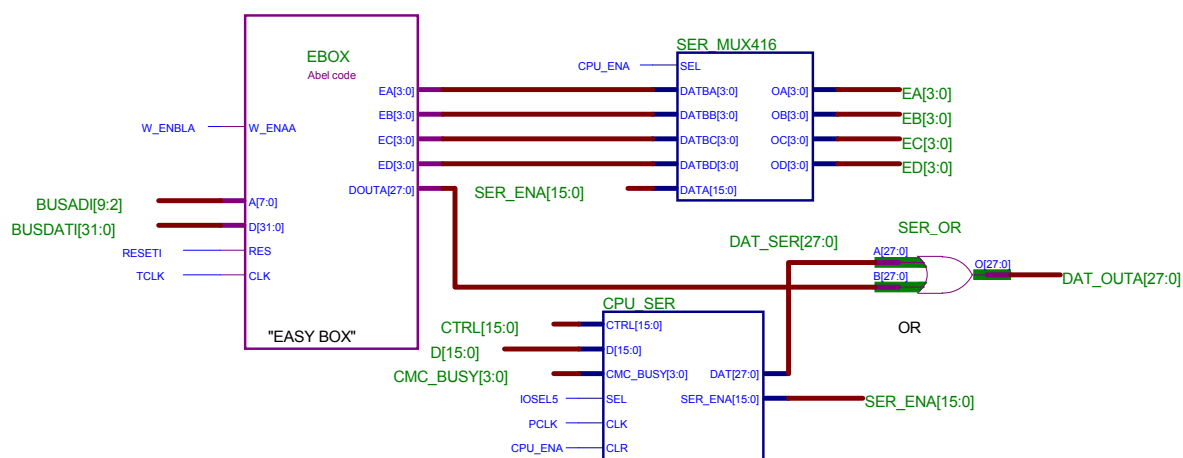 EBOX
Abel code
W_ENBLA
W_ENAA
BUSADI[9:2]
A[7:0]
BUSDATI[31:0]
D[31:0]
RESETI
RES
TCLK
CLK
EA[3:0]
EB[3:0]
EC[3:0]
ED[3:0]
DOUTA[27:0]
"EASY BOX"
SER_MUX416
CPU_ENA
SEL
DATBA[3:0]
DATBB[3:0]
DATBC[3:0]
DATBD[3:0]
SER_ENA[15:0]
DATA[15:0]
OA[3:0]
OB[3:0]
OC[3:0]
OD[3:0]
EA[3:0]
EB[3:0]
EC[3:0]
ED[3:0]
SER_OR
DAT_SER[27:0]
A[27:0]
B[27:0]
O[27:0]
DAT_OUTA[27:0]
OR
CPU_SER
CTRL[15:0]
CTRL[15:0]
D[15:0]
D[15:0]
CMC_BUSY[3:0]
CMC_BUSY[3:0]
IOSEL5
SEL
PCLK
CLK
CPU_ENA
CLR
DAT[27:0]
SER_ENA[15:0]
SER_ENA[15:0]